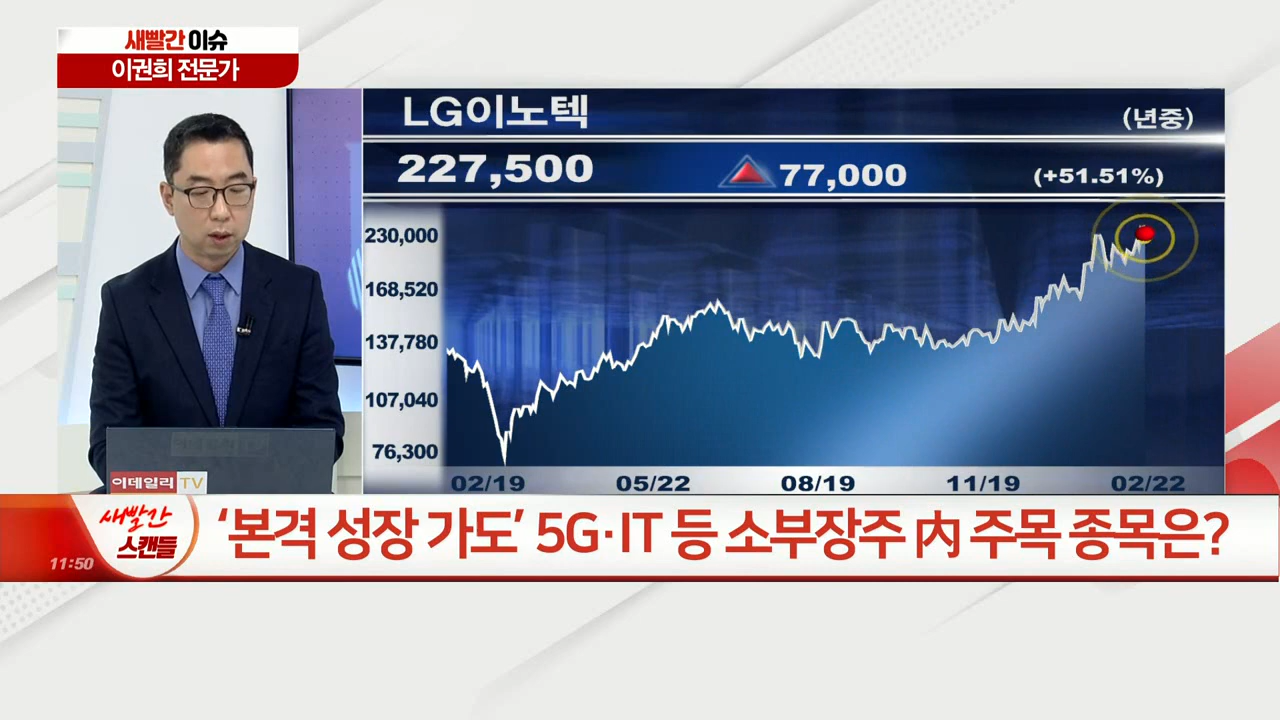 새빨간 이슈
이권희 전문가
LG이노텍
(년중)
227,500
77,000
(+51.51%)
230,000
168,520
137,780
107,040
76,300
02/19
05/22
08/19
11/19
02/22
이데일리 TV
새빨간
스캔들
11:50
‘본격 성장 가도’ 5G·IT 등 소부장주 內 주목 종목은?